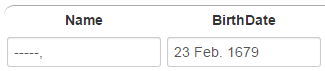 Name BirthDate
-----, 23 Feb. 1679